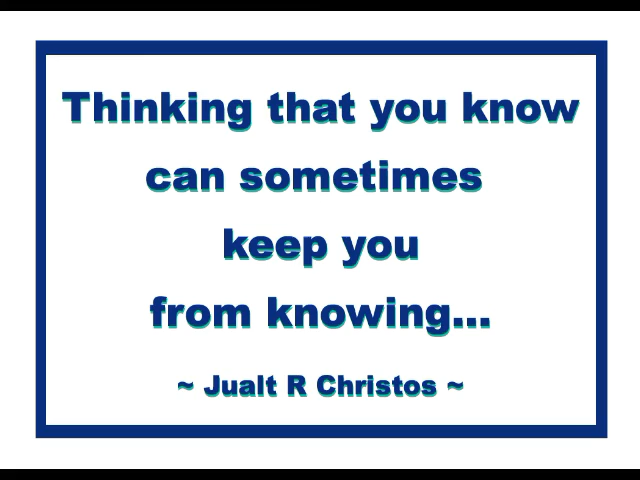 Thinking that you know
can sometimes
keep you
from knowing...
~ Jualt R Christos ~